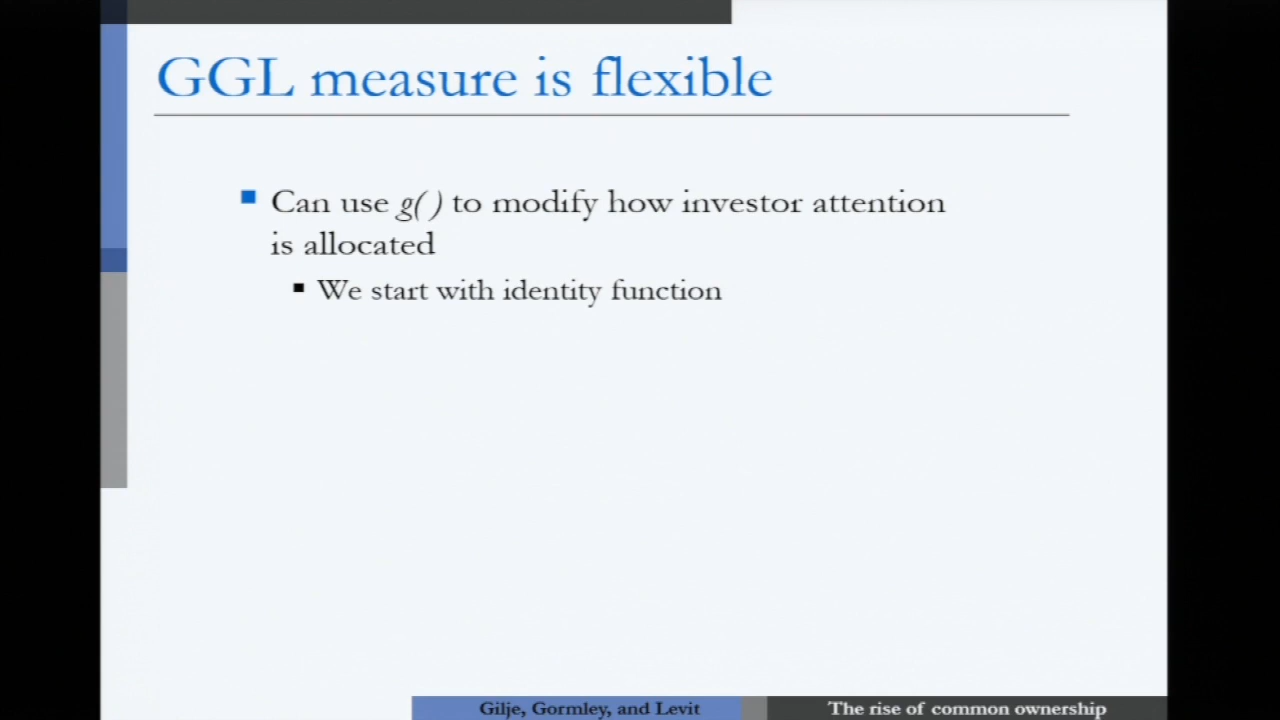 GGL measure is flexible
Can use g( ) to modify how investor attention
is allocated
We start with identity function
Gilje, Gormley, and Levit
The rise of common ownership